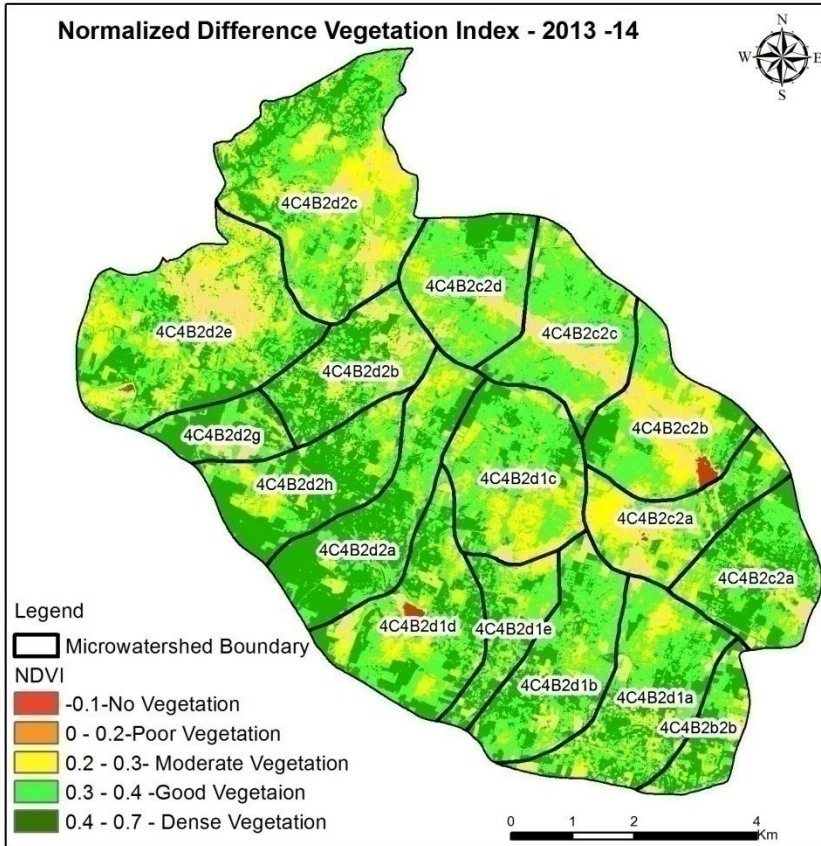 Normalized Difference Vegetation Index - 2013 -14
N
W E
S
4C4B2d2c
4C4B2c2d
4C4B2d2e
4C4B2c2c
4C4B2d2b
4C4B2c2b
4C4B2d2g
4C4B2d1c
4C4B2d2h
4C4B2c2a
4C4B2d2a
4C4B2c2a
4C4B2d1d
4C4B2d1e
4C4B2d1b
4C4B2d1a
4C4B2b2b
Legend
Microwatershed Boundary
NDVI
-0.1-No Vegetation
0 - 0.2-Poor Vegetation
0.2 - 0.3- Moderate Vegetation
0.3 - 0.4 -Good Vegetaion
0.4 - 0.7 - Dense Vegetation
0 1 2 4
Km